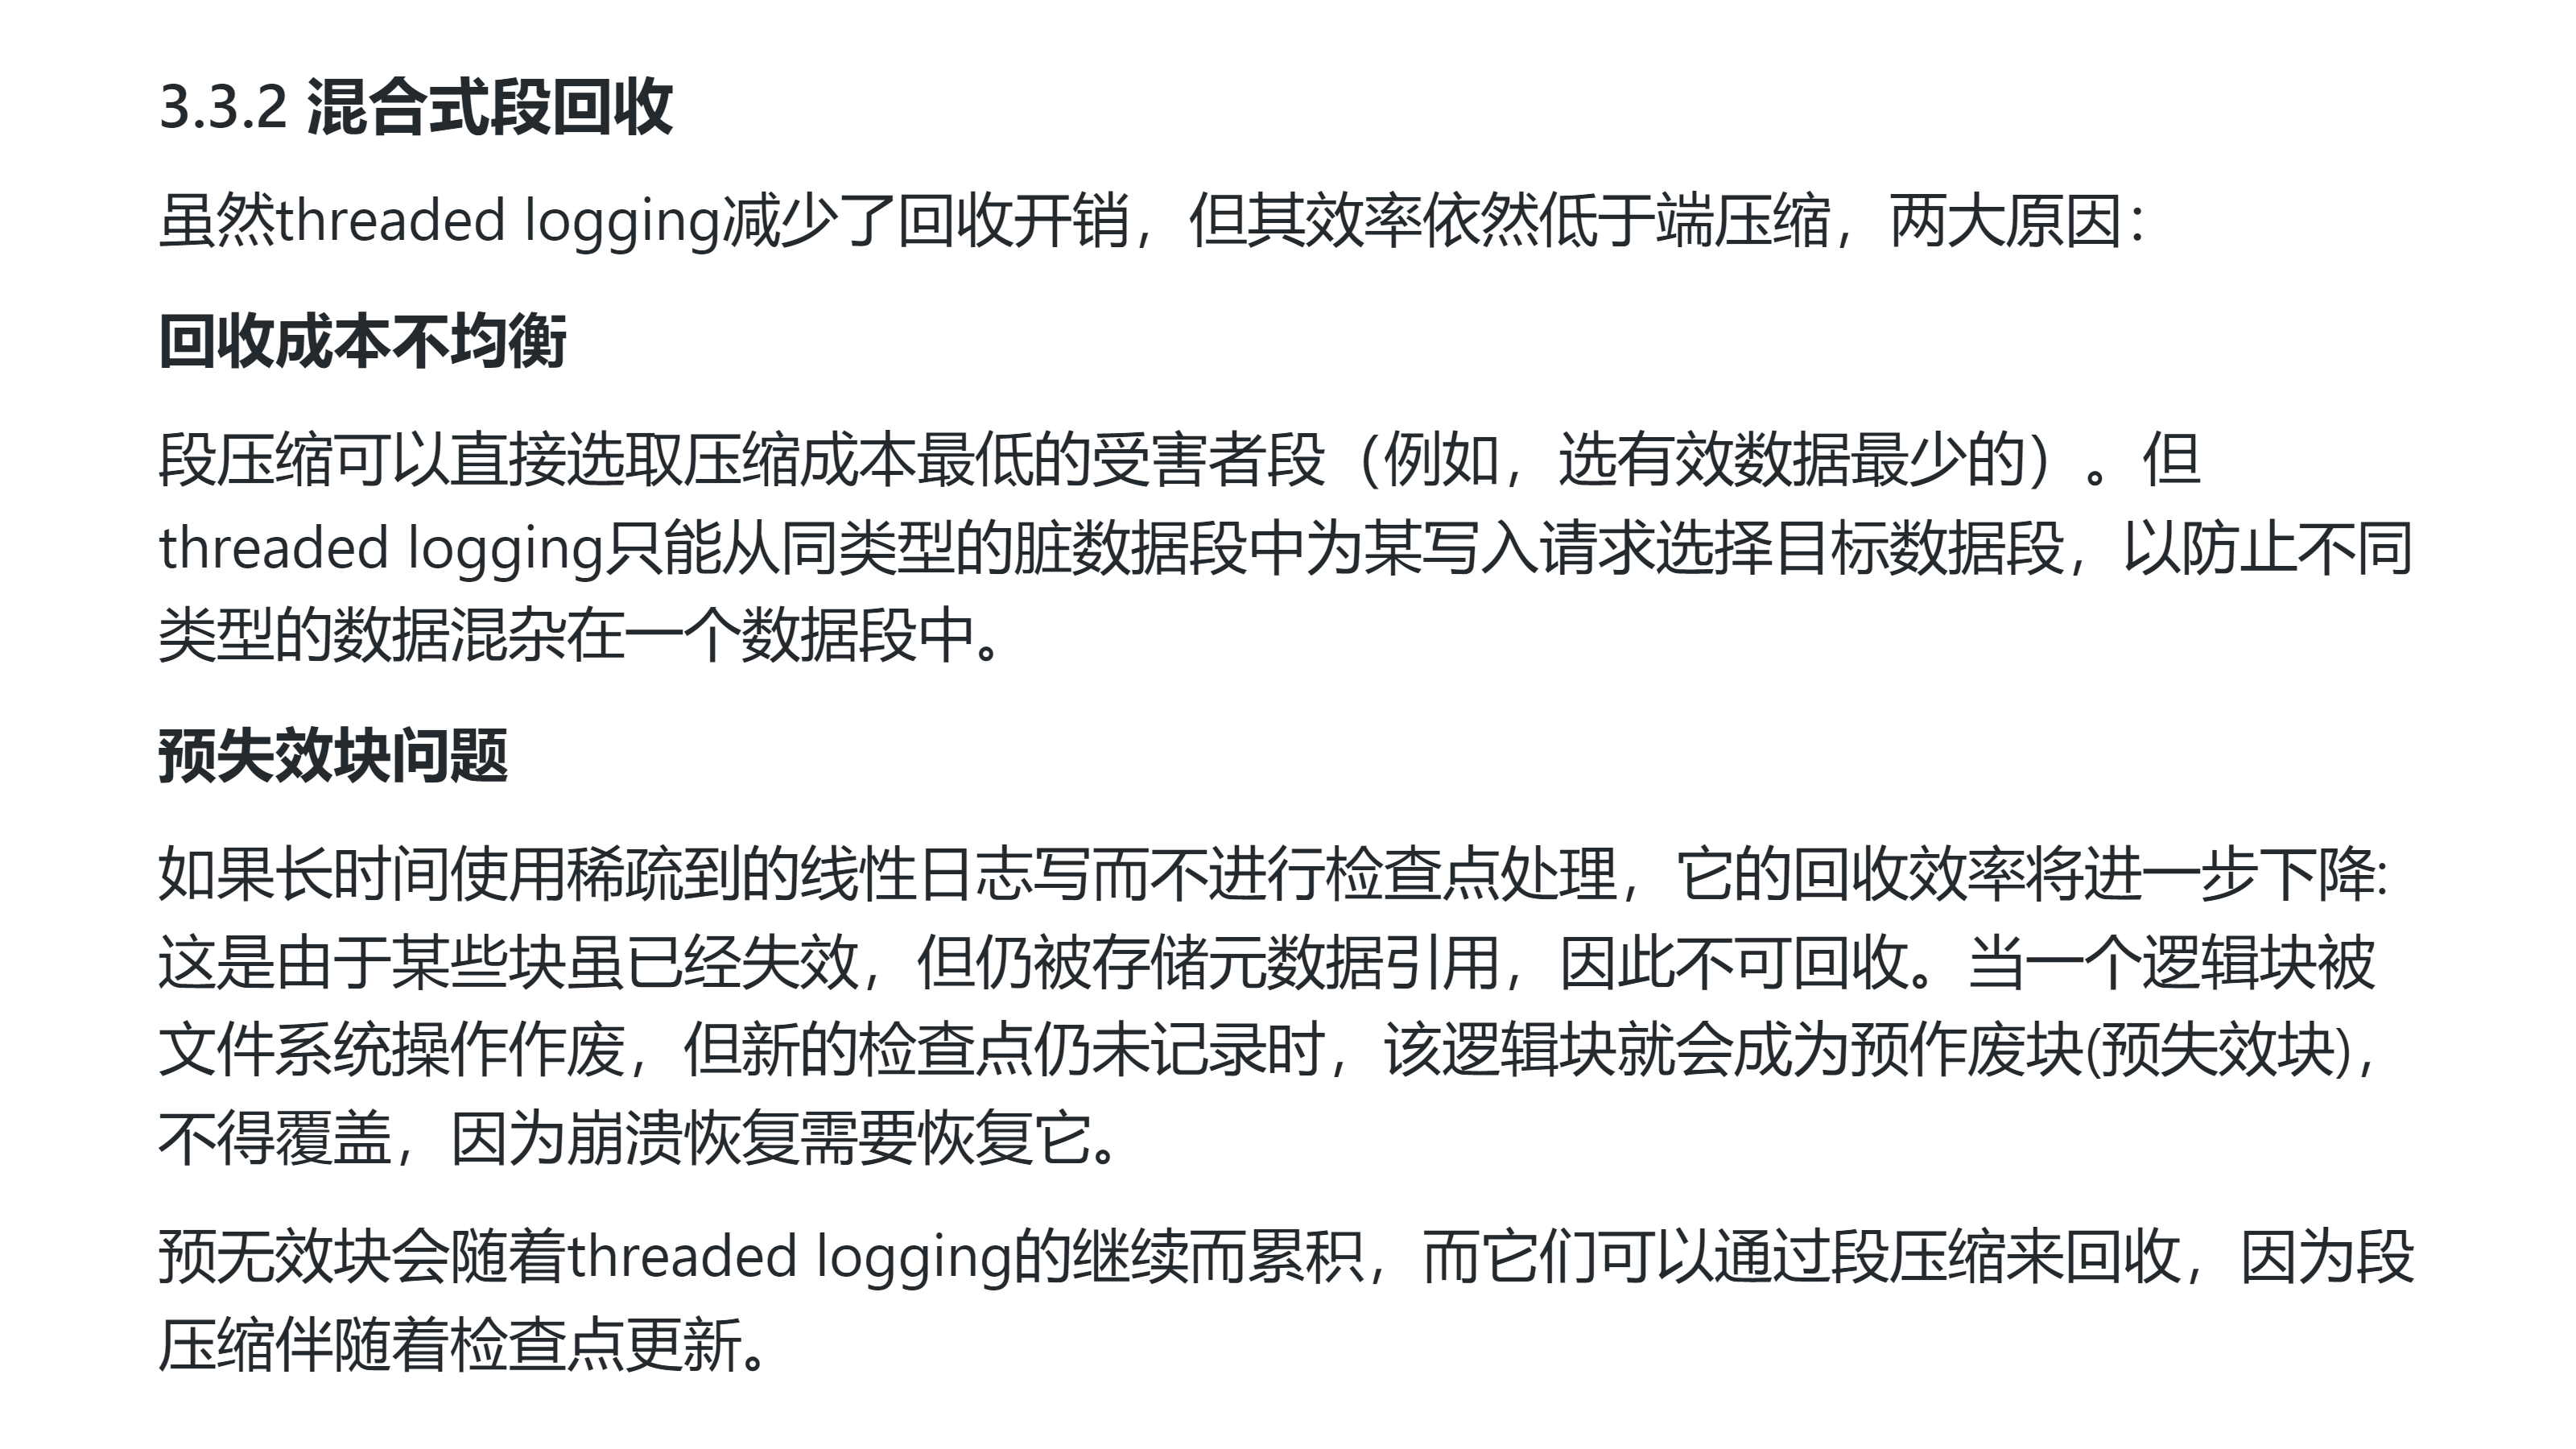 3.3.2 混合式段回收
虽然threaded logging减少了回收开销，但其效率依然低于端压缩，两大原因：
回收成本不均衡
段压缩可以直接选取压缩成本最低的受害者段（例如，选有效数据最少的）。但
threaded logging只能从同类型的脏数据段中为某写入请求选择目标数据段，以防止不同
类型的数据混杂在一个数据段中。
预失效块问题
如果长时间使用稀疏到的线性日志写而不进行检查点处理，它的回收效率将进一步下降:
这是由于某些块虽已经失效，但仍被存储元数据引用，因此不可回收。当一个逻辑块被
文件系统操作作废，但新的检查点仍未记录时，该逻辑块就会成为预作废块(预失效块)，
不得覆盖，因为崩溃恢复需要恢复它。
预无效块会随着threaded logging的继续而累积，而它们可以通过段压缩来回收，因为段
压缩伴随着检查点更新。